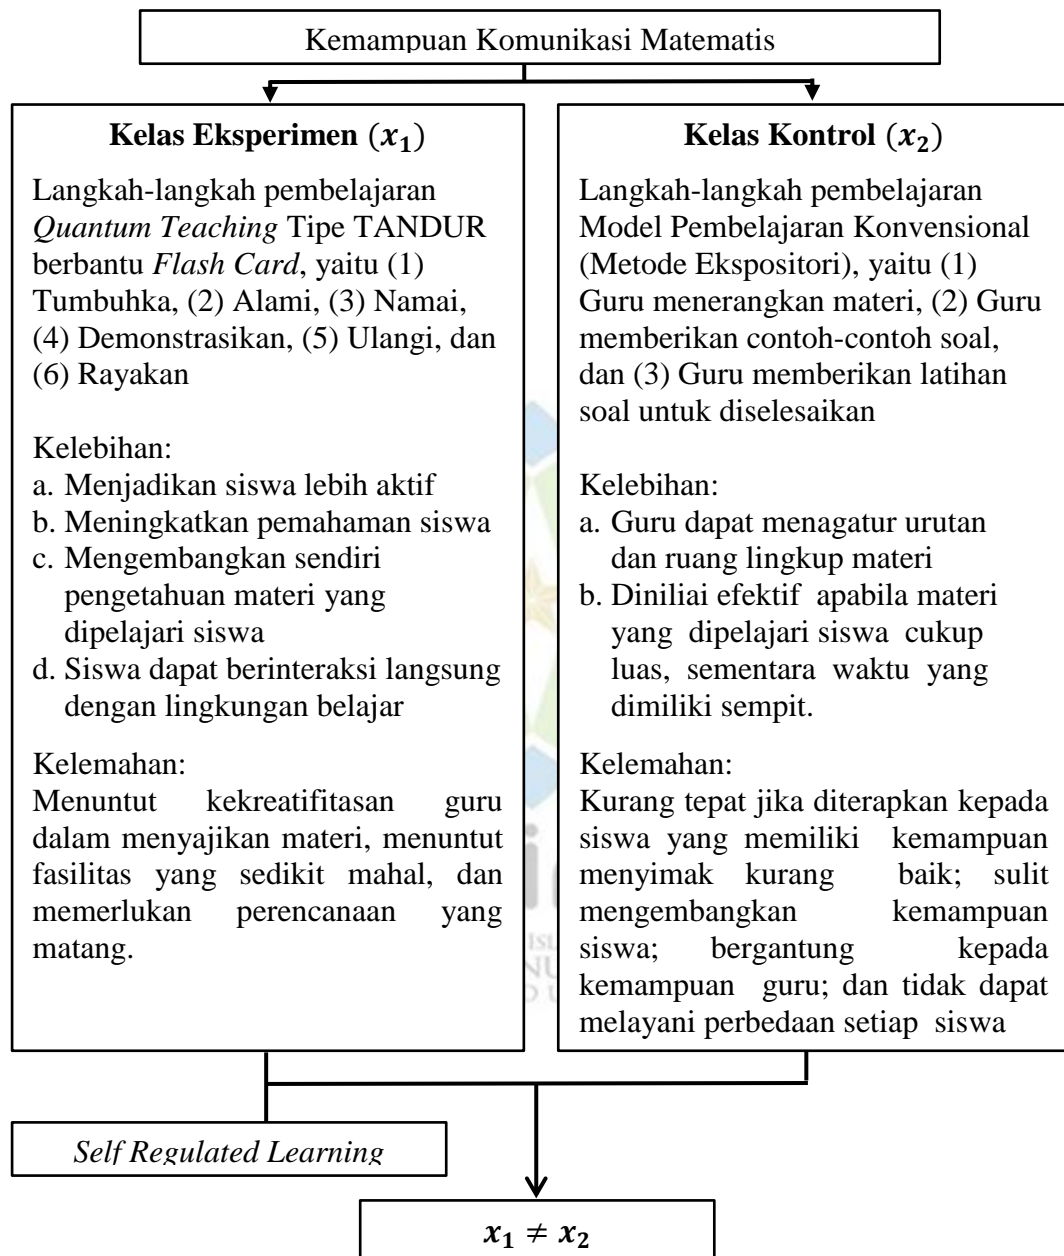 Kemampuan Komunikasi Matematis
Kelas Eksperimen (x₁)
Langkah-langkah pembelajaran
Quantum Teaching Tipe TANDUR
berbantu Flash Card, yaitu (1)
Tumbuhka, (2) Alami, (3) Namai,
(4) Demonstrasikan, (5) Ulangi, dan
(6) Rayakan
Kelebihan:
a. Menjadikan siswa lebih aktif
b. Meningkatkan pemahaman siswa
c. Mengembangkan sendiri
pengetahuan materi yang
dipelajari siswa
d. Siswa dapat berinteraksi langsung
dengan lingkungan belajar
Kelemahan:
Menuntut kekreatifitasan guru
dalam menyajikan materi, menuntut
fasilitas yang sedikit mahal, dan
memerlukan perencanaan yang
matang.
Kelas Kontrol (x₂)
Langkah-langkah pembelajaran
Model Pembelajaran Konvensional
(Metode Ekspositori), yaitu (1)
Guru menerangkan materi, (2) Guru
memberikan contoh-contoh soal,
dan (3) Guru memberikan latihan
soal untuk diselesaikan
Kelebihan:
a. Guru dapat menagatur urutan
dan ruang lingkup materi
b. Diniliai efektif apabila materi
yang dipelajari siswa cukup
luas, sementara waktu yang
dimiliki sempit.
Kelemahan:
Kurang tepat jika diterapkan kepada
siswa yang memiliki kemampuan
menyimak kurang baik; sulit
mengembangkan kemampuan
siswa; bergantung kepada
kemampuan guru; dan tidak dapat
melayani perbedaan setiap siswa
Self Regulated Learning
x₁ ≠ x₂